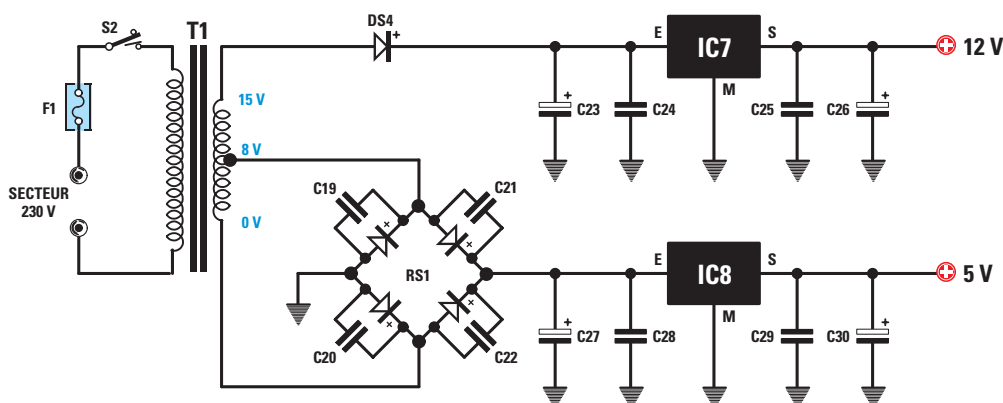 S2
T1
DS4
+
E
IC7
S
12 V
F1
15 V
+
C23
C24
M
C25
+
C26
8 V
SECTEUR
230 V
C19
C21
0 V
+
+
RS1
E
IC8
S
5 V
+
+
C20
C22
+
C27
C28
M
C29
+
C30